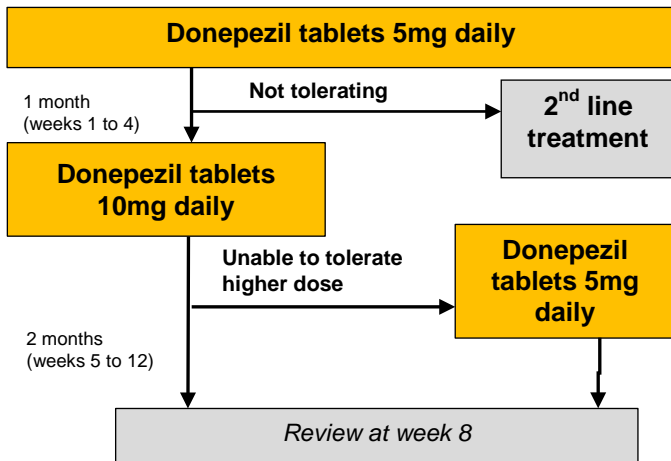 Donepezil tablets 5mg daily
Not tolerating
1 month
(weeks 1 to 4)
2nd line
treatment
Donepezil tablets
10mg daily
Unable to tolerate
higher dose
Donepezil
tablets 5mg
daily
2 months
(weeks 5 to 12)
Review at week 8